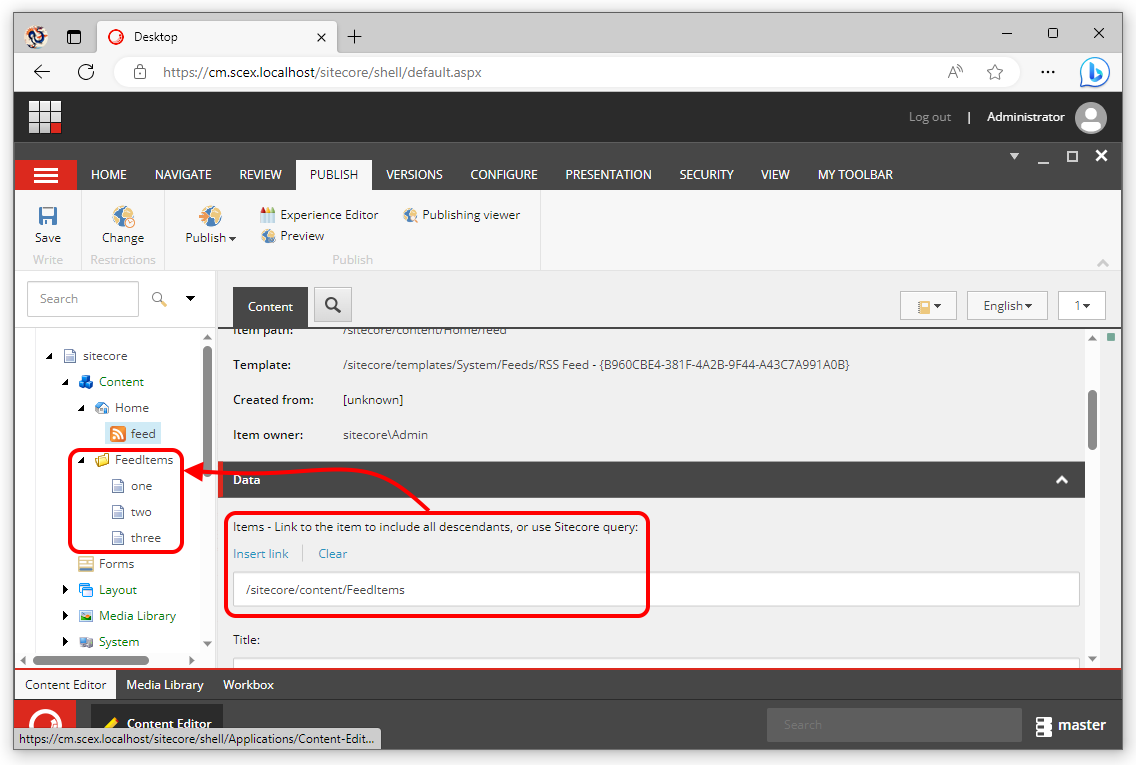 Desktop
https://cm.scex.localhost/sitecore/shell/default.aspx
Log out | Administrator
HOME NAVIGATE REVIEW PUBLISH VERSIONS CONFIGURE PRESENTATION SECURITY VIEW MY TOOLBAR
Save Change Publish Experience Editor Publishing viewer
Preview
Write Restrictions Publish
Search
Content English 1
Item path: /sitecore/content/Home/feed
sitecore
Template: /sitecore/templates/System/Feeds/RSS Feed - {B960CBE4-381F-4A2B-9F44-A43C7A991A0B}
Content
Created from: [unknown]
Home
feed
Item owner: sitecore\Admin
FeedItems
Data
one
two
Items - Link to the item to include all descendants, or use Sitecore query:
three
Insert link Clear
Forms
Layout
/sitecore/content/FeedItems
Media Library
System
Title:
Content Editor Media Library Workbox
Content Editor Search master
https://cm.scex.localhost/sitecore/shell/Applications/Content-Edit...